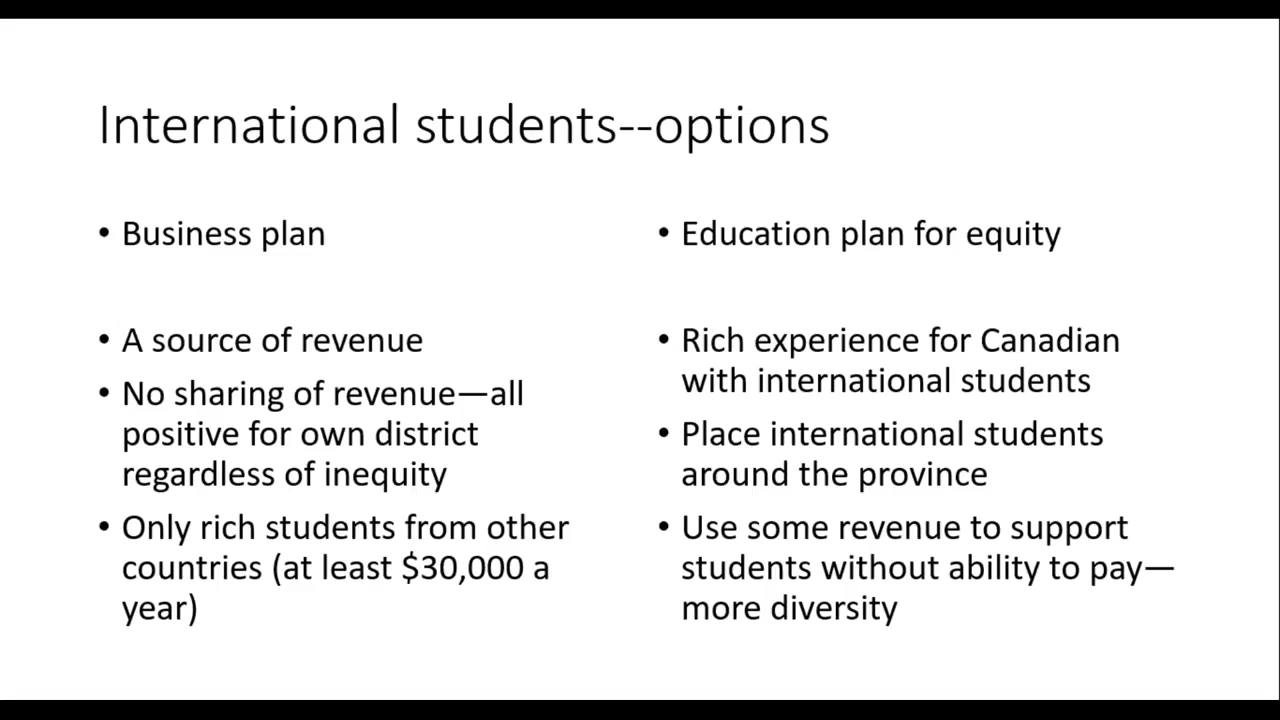 International students--options
• Business plan
• A source of revenue
• No sharing of revenue—all
positive for own district
regardless of inequity
• Only rich students from other
countries (at least $30,000 a
year)
• Education plan for equity
• Rich experience for Canadian
with international students
• Place international students
around the province
• Use some revenue to support
students without ability to pay—
more diversity